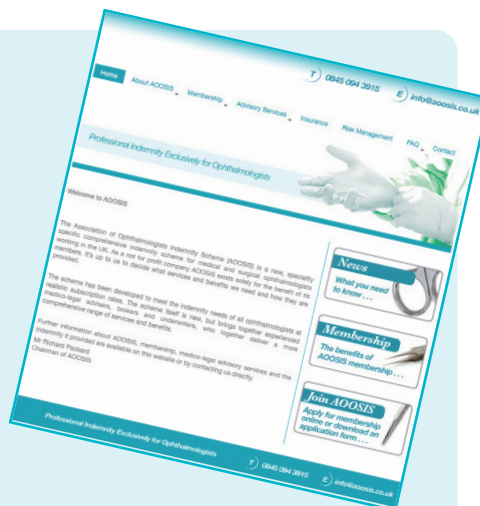 T 0845 094 3915 E info@aoosis.co.uk
Home About AOOSIS Membership Advisory Services Insurance Risk Management FAQ Contact
Professional Indemnity Exclusively for Ophthalmologists
Welcome to AOOSIS
The Association of Ophthalmologists Indemnity Scheme (AOOSIS) is a new, speciality
specific comprehensive indemnity scheme for medical and surgical ophthalmologists
working in the UK. As a not for profit company AOOSIS exists solely for the benefit of its
members. It's up to us to decide what services and benefits we need and how they are
provided.
The scheme has been developed to meet the indemnity needs of all ophthalmologists at
realistic subscription rates. The scheme itself is new, but brings together experienced
medico-legal advisers, brokers and underwriters, who together deliver a more
comprehensive range of services and benefits.
Further information about AOOSIS, membership, medico-legal advisory services and the
indemnity it provided are available on this website or by contacting us directly.
Mr Richard Packard
Chairman of AOOSIS
News
What you need
to know . . .
Membership
The benefits of
AOOSIS membership . . .
Join AOOSIS
Apply for membership
online or download an
application form . . .
Professional Indemnity Exclusively for Ophthalmologists T 0845 094 3915 E info@aoosis.co.uk